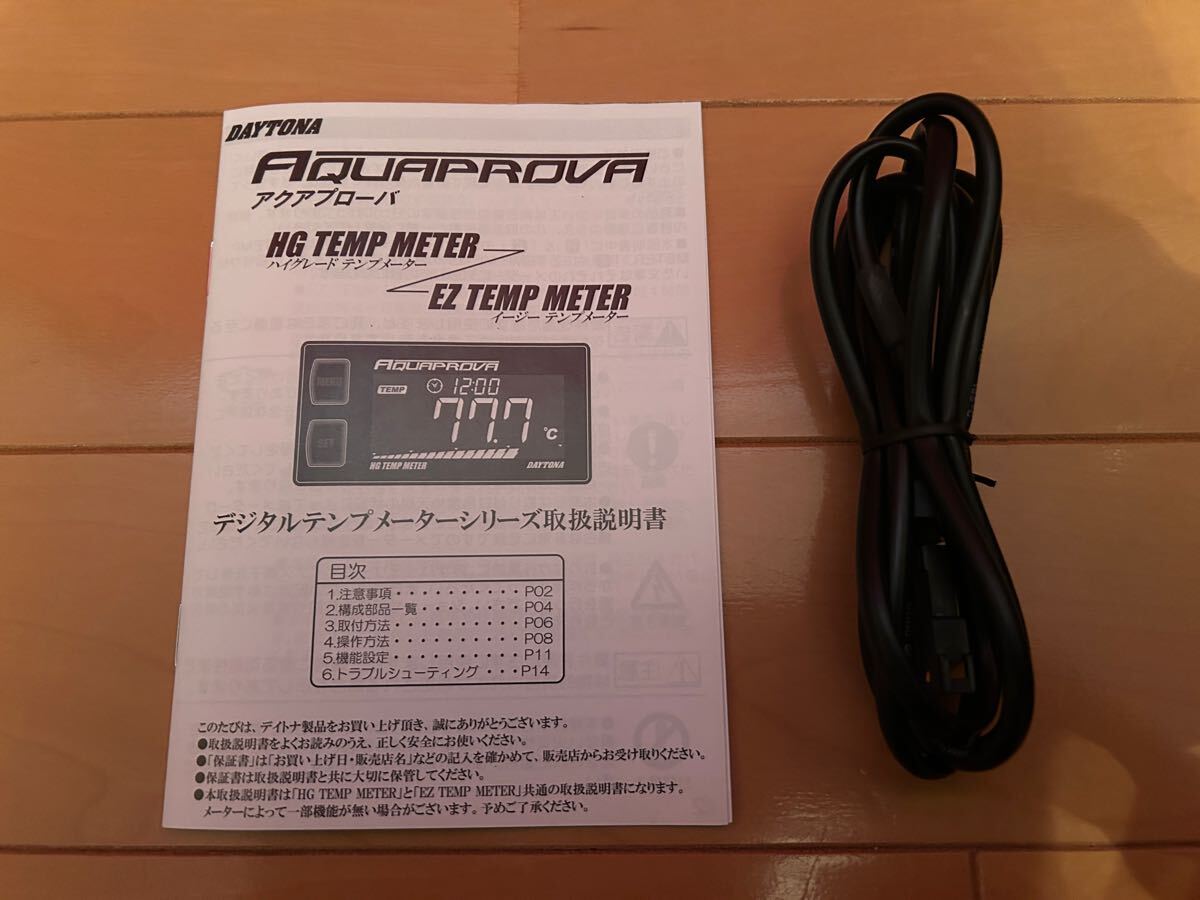 DAYTONA
AQUAPROVA
アクアプローバ
HG TEMP METER
ハイグレード テンプメーター
EZ TEMP METER
イージー テンプメーター
AQUAPROVA
MENU
TEMP
12:00
77.7
℃
SET
HG TEMP METER
DAYTONA
デジタルテンプメーターシリーズ取扱説明書
目次
1.注意事項・・・・・・・・・・P02
2.構成部品一覧・・・・・・・・P04
3.取付方法・・・・・・・・・・P06
4.操作方法・・・・・・・・・・P08
5.機能設定・・・・・・・・・・P11
6.トラブルシューティング・・・P14
このたびは、デイトナ製品をお買い上げ頂き、誠にありがとうございます。
●取扱説明書をよくお読みのうえ、正しく安全にお使いください。
●「保証書」は「お買い上げ日・販売店名」などの記入を確かめて、販売店からお受け取りください。
●保証書は取扱説明書と共に大切に保管してください。
●本取扱説明書は「HG TEMP METER」と「EZ TEMP METER」共通の取扱説明書になります。
メーターによって一部機能が無い場合がございます。予めご了承ください。